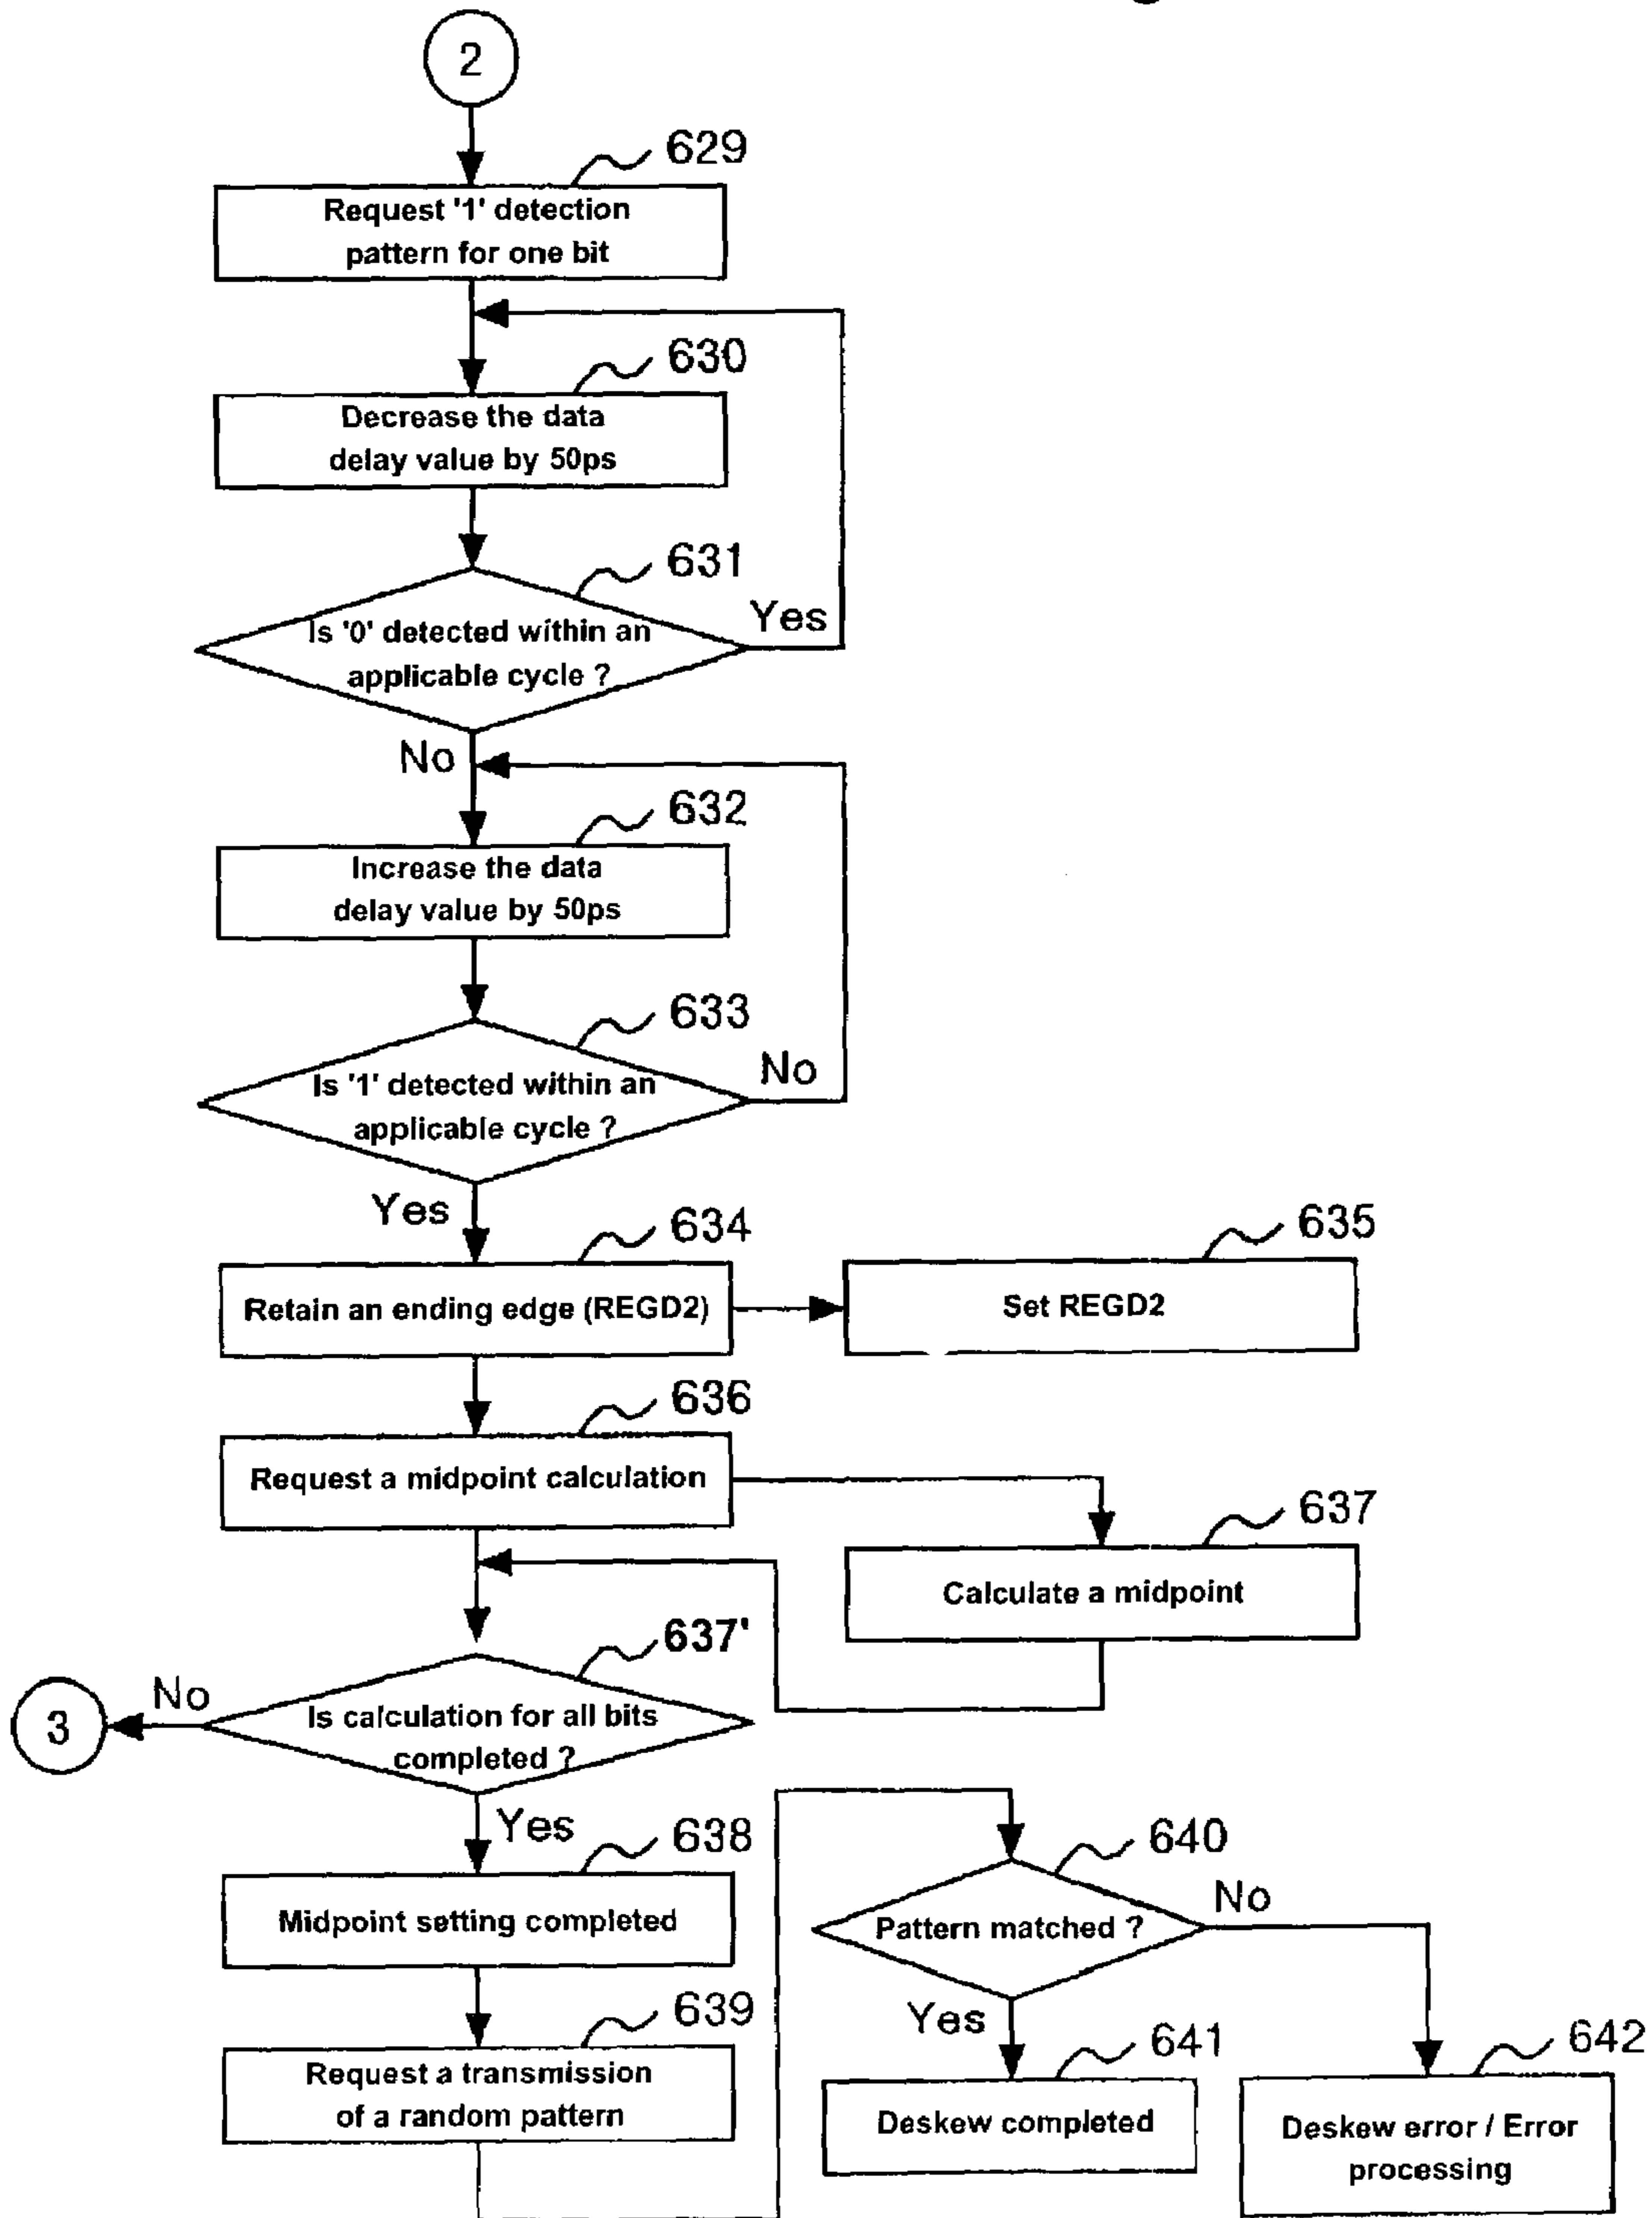 2
629
Request '1' detection
pattern for one bit
630
Decrease the data
delay value by 50ps
631
Is '0' detected within an
applicable cycle ?
Yes
No
632
Increase the data
delay value by 50ps
633
Is '1' detected within an
applicable cycle ?
No
Yes
634
Retain an ending edge (REGD2)
635
Set REGD2
636
Request a midpoint calculation
637
Calculate a midpoint
637'
Is calculation for all bits
completed ?
No
3
Yes
638
Midpoint setting completed
639
Request a transmission
of a random pattern
640
Pattern matched ?
No
Yes
641
Deskew completed
642
Deskew error / Error
processing